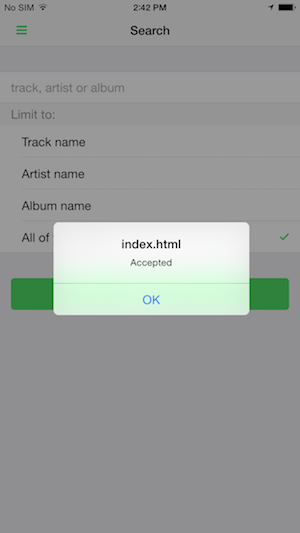 No SIM 2:42 PM
Search
track, artist or album
Limit to:
Track name
Artist name
Album name
All of
index.html
Accepted
OK